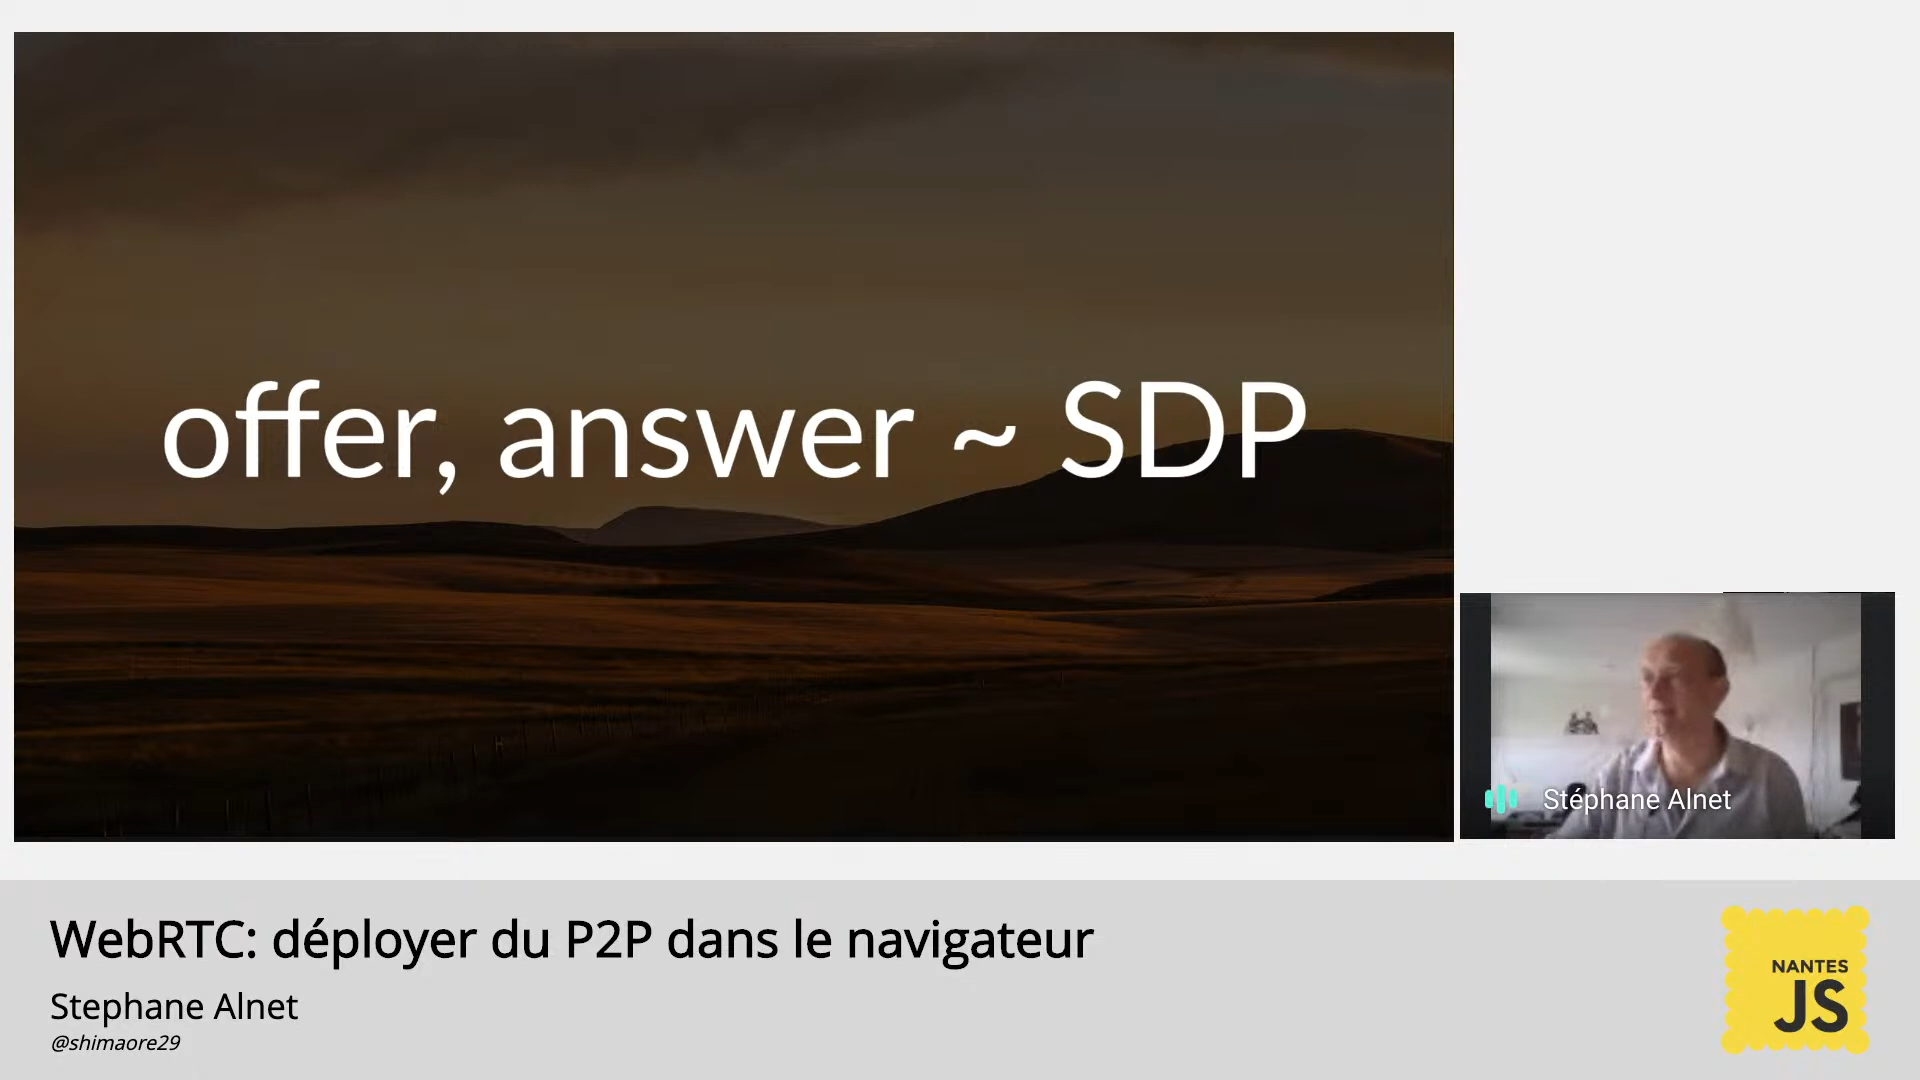 offer, answer ~ SDP
Stéphane Alnet
WebRTC: déployer du P2P dans le navigateur
Stephane Alnet
@shimaore29
NANTES
JS